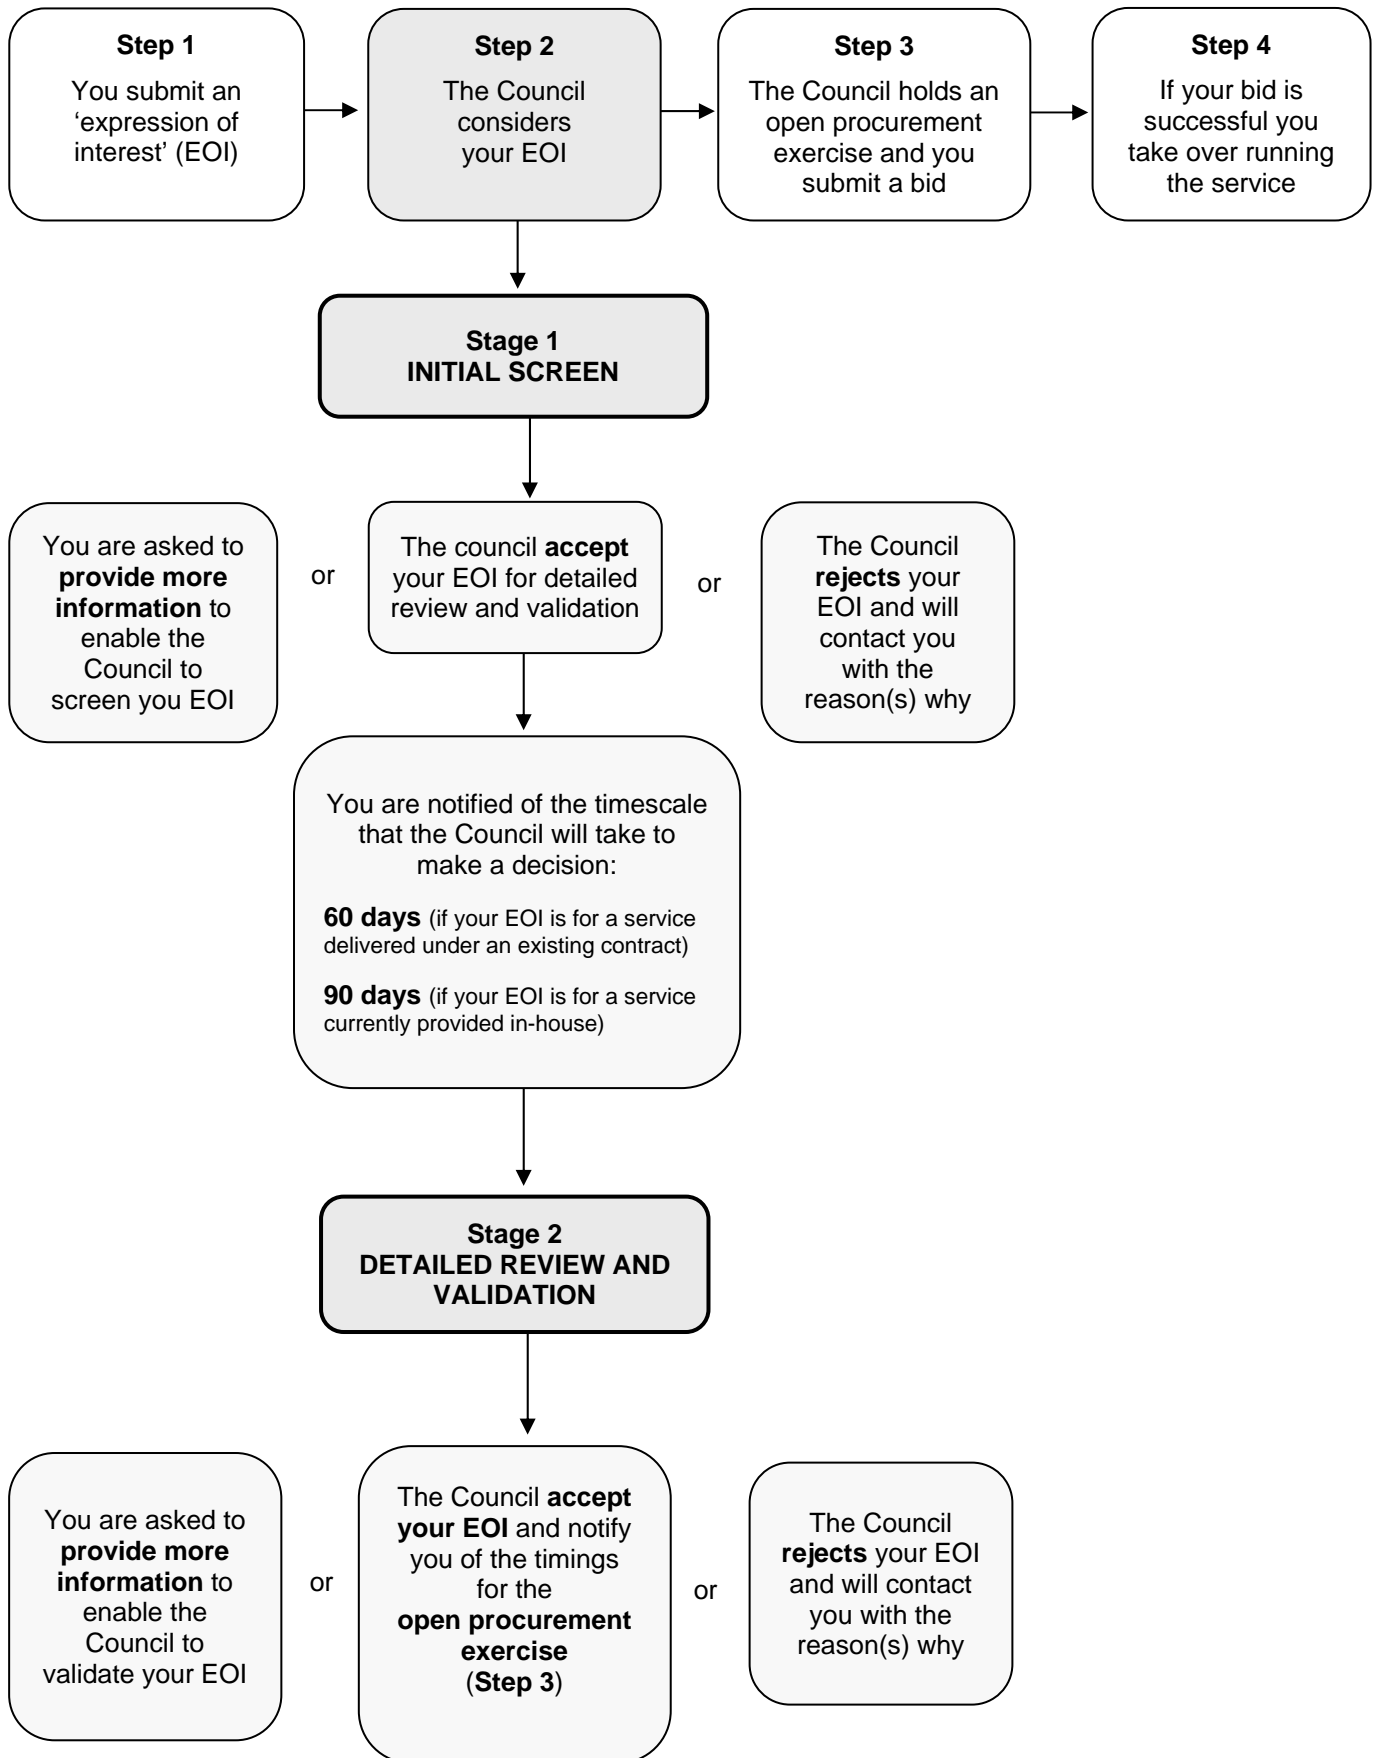 Step 1
You submit an
‘expression of
interest’ (EOI)
Step 2
The Council
considers
your EOI
Step 3
The Council holds an
open procurement
exercise and you
submit a bid
Step 4
If your bid is
successful you
take over running
the service
Stage 1
INITIAL SCREEN
You are asked to
provide more
information to
enable the
Council to
screen you EOI
or
The council accept
your EOI for detailed
review and validation
or
The Council
rejects your
EOI and will
contact you
with the
reason(s) why
You are notified of the timescale
that the Council will take to
make a decision:
60 days (if your EOI is for a service
delivered under an existing contract)
90 days (if your EOI is for a service
currently provided in-house)
Stage 2
DETAILED REVIEW AND
VALIDATION
You are asked to
provide more
information to
enable the
Council to
validate your EOI
or
The Council accept
your EOI and notify
you of the timings
for the
open procurement
exercise
(Step 3)
or
The Council
rejects your EOI
and will contact
you with the
reason(s) why